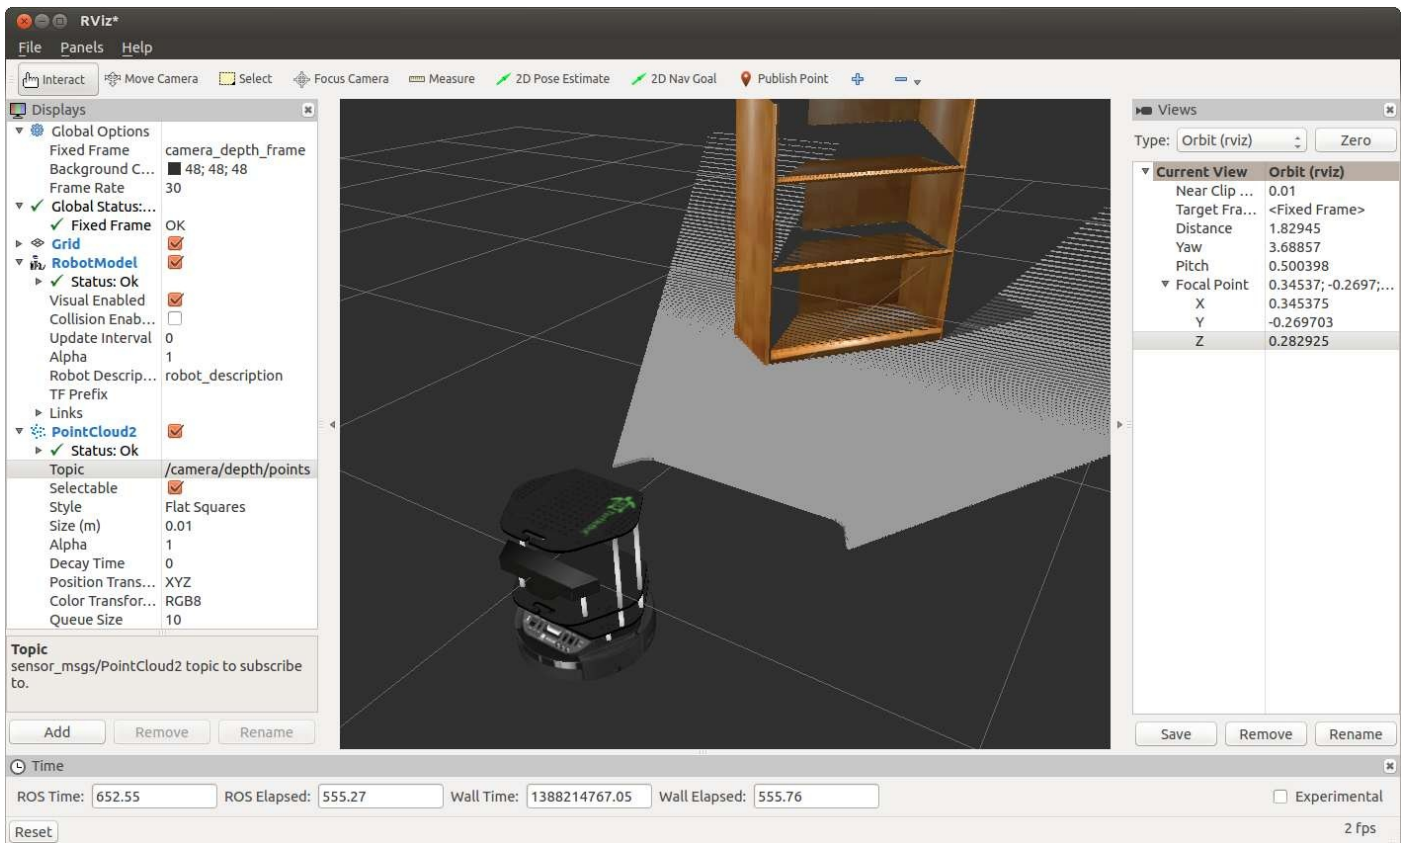 RViz*
File Panels Help
Interact Move Camera Select Focus Camera Measure 2D Pose Estimate 2D Nav Goal Publish Point
Displays
Global Options
Fixed Frame camera_depth_frame
Background C... 48; 48; 48
Frame Rate 30
Global Status:...
Fixed Frame OK
Grid
RobotModel
Status: Ok
Visual Enabled
Collision Enab...
Update Interval 0
Alpha 1
Robot Descrip... robot_description
TF Prefix
Links
PointCloud2
Status: Ok
Topic /camera/depth/points
Selectable
Style Flat Squares
Size (m) 0.01
Alpha 1
Decay Time 0
Position Trans... XYZ
Color Transfor... RGB8
Queue Size 10
Topic
sensor_msgs/PointCloud2 topic to subscribe
to.
Add Remove Rename
Views
Type: Orbit (rviz) Zero
Current View Orbit (rviz)
Near Clip ... 0.01
Target Fra... <Fixed Frame>
Distance 1.82945
Yaw 3.68857
Pitch 0.500398
Focal Point 0.34537; -0.2697;...
X 0.345375
Y -0.269703
Z 0.282925
Save Remove Rename
Time
ROS Time: 652.55 ROS Elapsed: 555.27 Wall Time: 1388214767.05 Wall Elapsed: 555.76 Experimental
Reset 2 fps